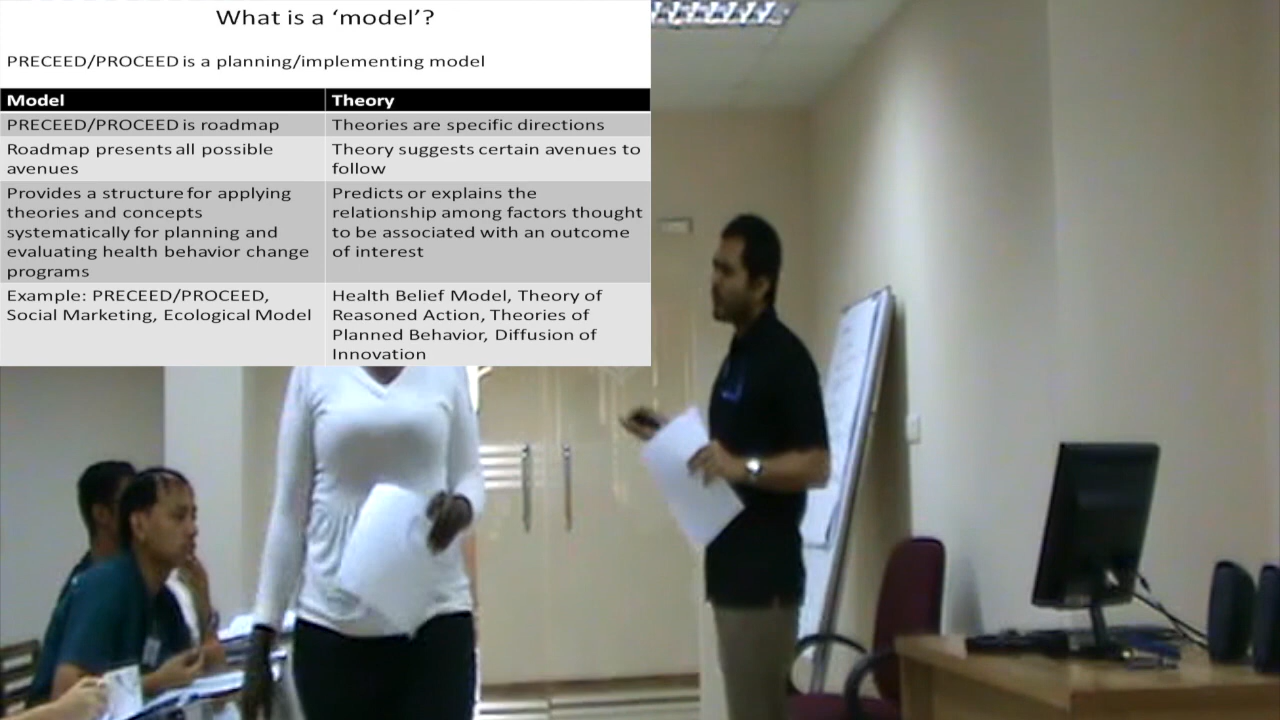 What is a ‘model’?
PRECEED/PROCEED is a planning/implementing model
Model
Theory
PRECEED/PROCEED is roadmap
Theories are specific directions
Roadmap presents all possible
avenues
Theory suggests certain avenues to
follow
Provides a structure for applying
theories and concepts
systematically for planning and
evaluating health behavior change
programs
Predicts or explains the
relationship among factors thought
to be associated with an outcome
of interest
Example: PRECEED/PROCEED,
Social Marketing, Ecological Model
Health Belief Model, Theory of
Reasoned Action, Theories of
Planned Behavior, Diffusion of
Innovation